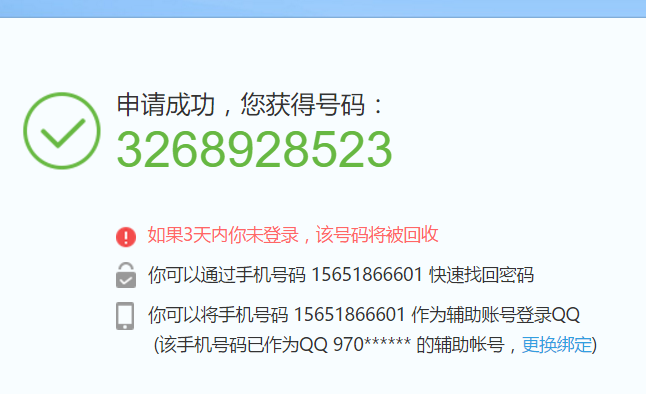 申请成功，您获得号码：
3268928523
如果3天内你未登录，该号码将被回收
你可以通过手机号码 15651866601 快速找回密码
你可以将手机号码 15651866601 作为辅助账号登录QQ
(该手机号码已作为QQ 970****** 的辅助帐号，更换绑定)